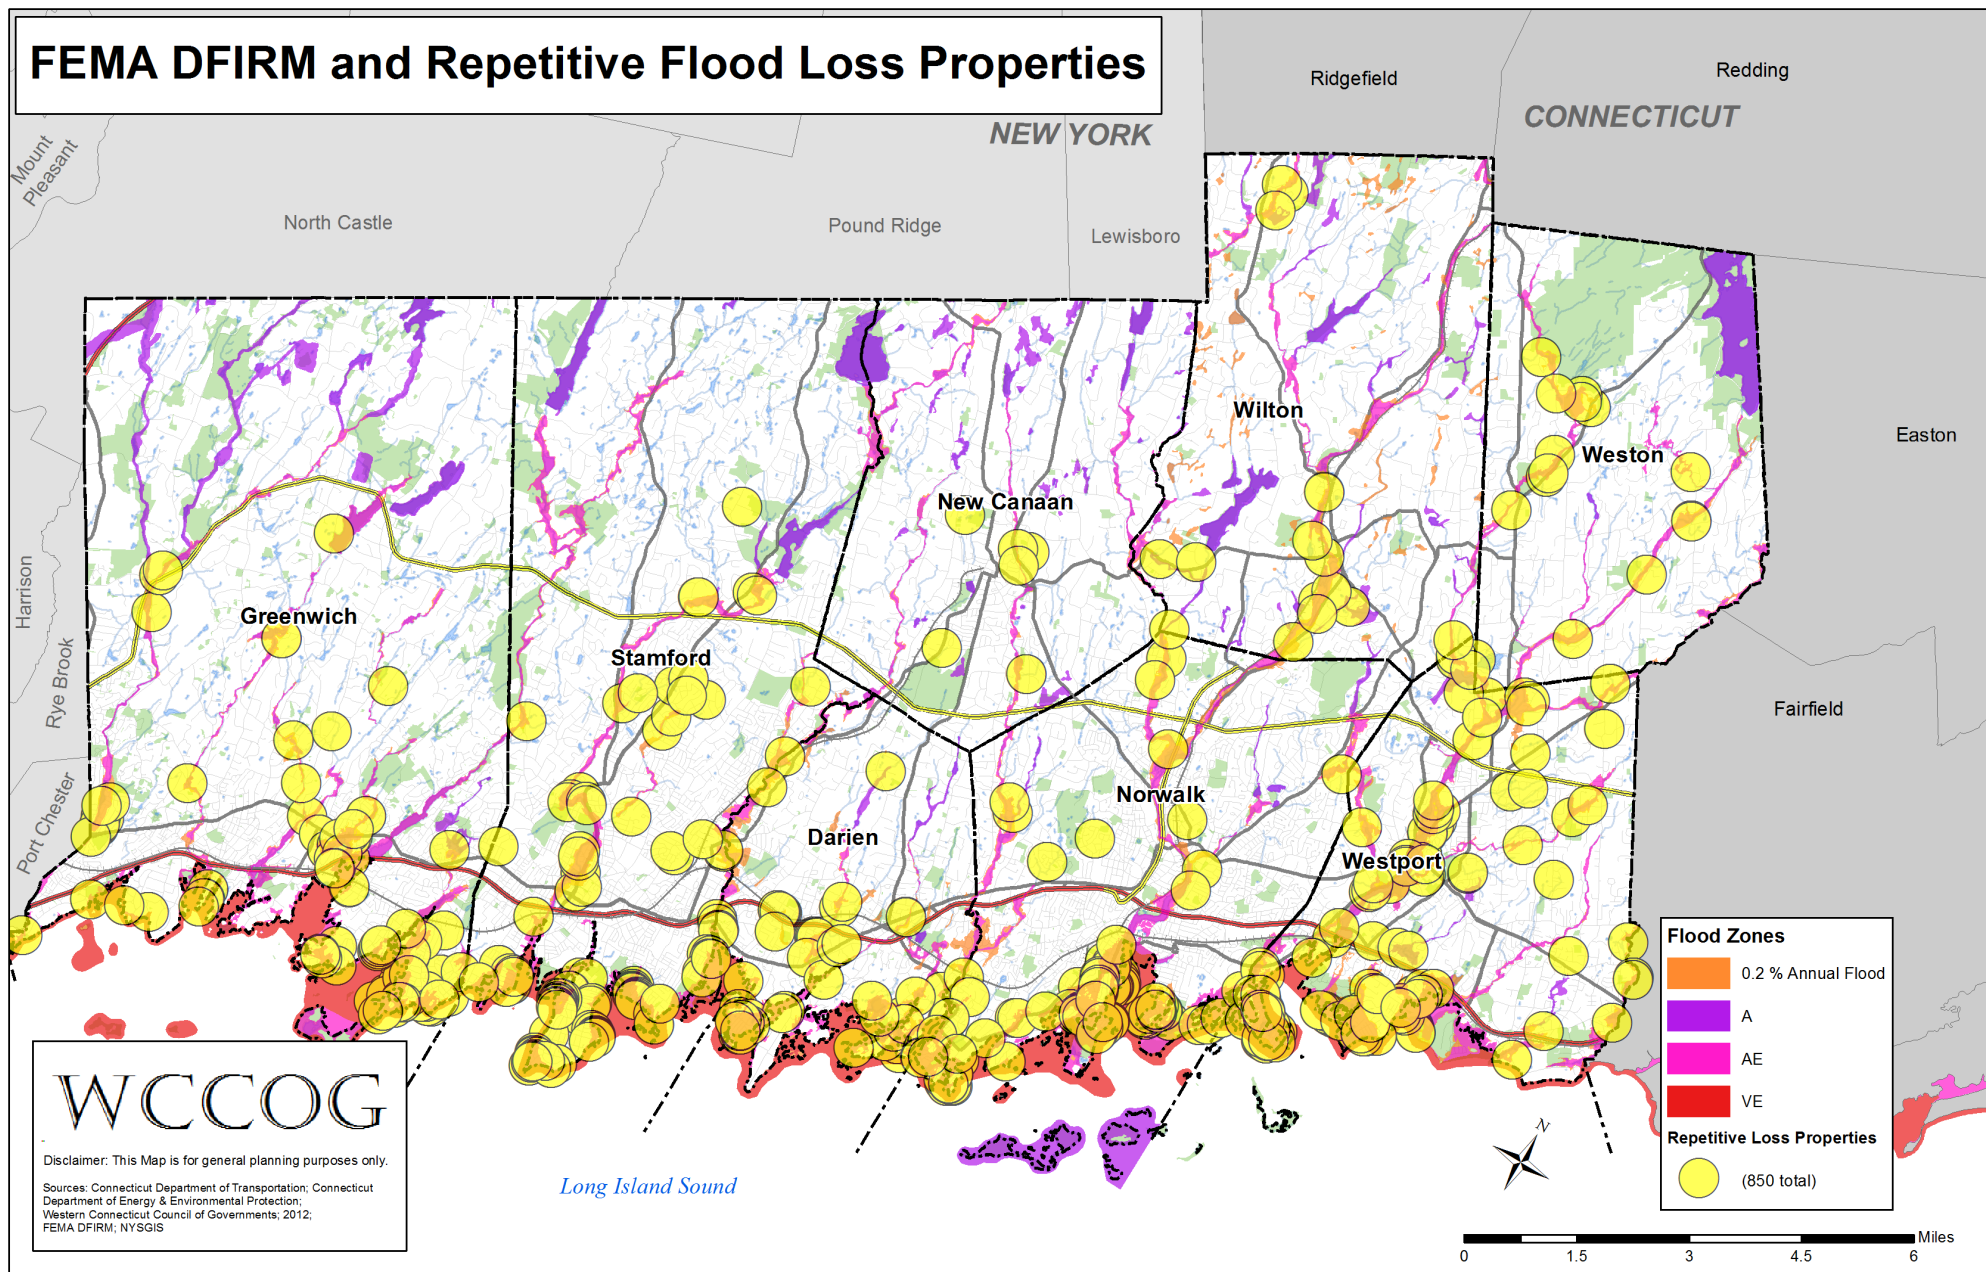 FEMA DFIRM and Repetitive Flood Loss Properties
Ridgefield
Redding
NEW YORK
CONNECTICUT
Mount
Pleasant
North Castle
Pound Ridge
Lewisboro
Wilton
Easton
Weston
New Canaan
Harrison
Greenwich
Stamford
Rye Brook
Fairfield
Norwalk
Port Chester
Darien
Westport
Flood Zones
0.2 % Annual Flood
A
AE
VE
Repetitive Loss Properties
(850 total)
WCCOG
Disclaimer: This Map is for general planning purposes only.
Sources: Connecticut Department of Transportation; Connecticut
Department of Energy & Environmental Protection;
Western Connecticut Council of Governments; 2012;
FEMA DFIRM; NYSGIS
Long Island Sound
N
Miles
0 1.5 3 4.5 6